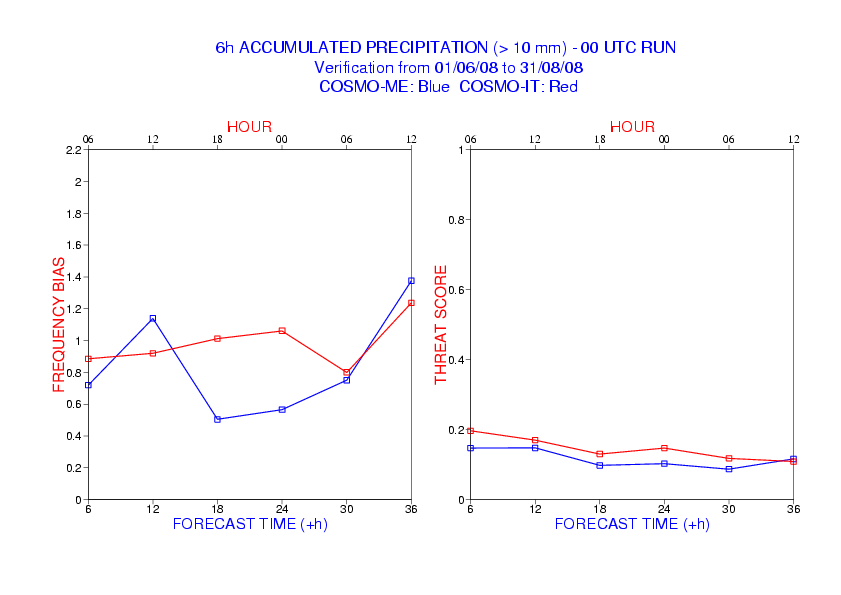 6h ACCUMULATED PRECIPITATION (> 10 mm) - 00 UTC RUN
Verification from 01/06/08 to 31/08/08
COSMO-ME: Blue  COSMO-IT: Red
HOUR
06 12 18 00 06 12
2.2
2
1.8
1.6
1.4
1.2
1
0.8
0.6
0.4
0.2
0
FREQUENCY BIAS
6 12 18 24 30 36
FORECAST TIME (+h)
HOUR
06 12 18 00 06 12
1
0.8
0.6
0.4
0.2
0
THREAT SCORE
6 12 18 24 30 36
FORECAST TIME (+h)